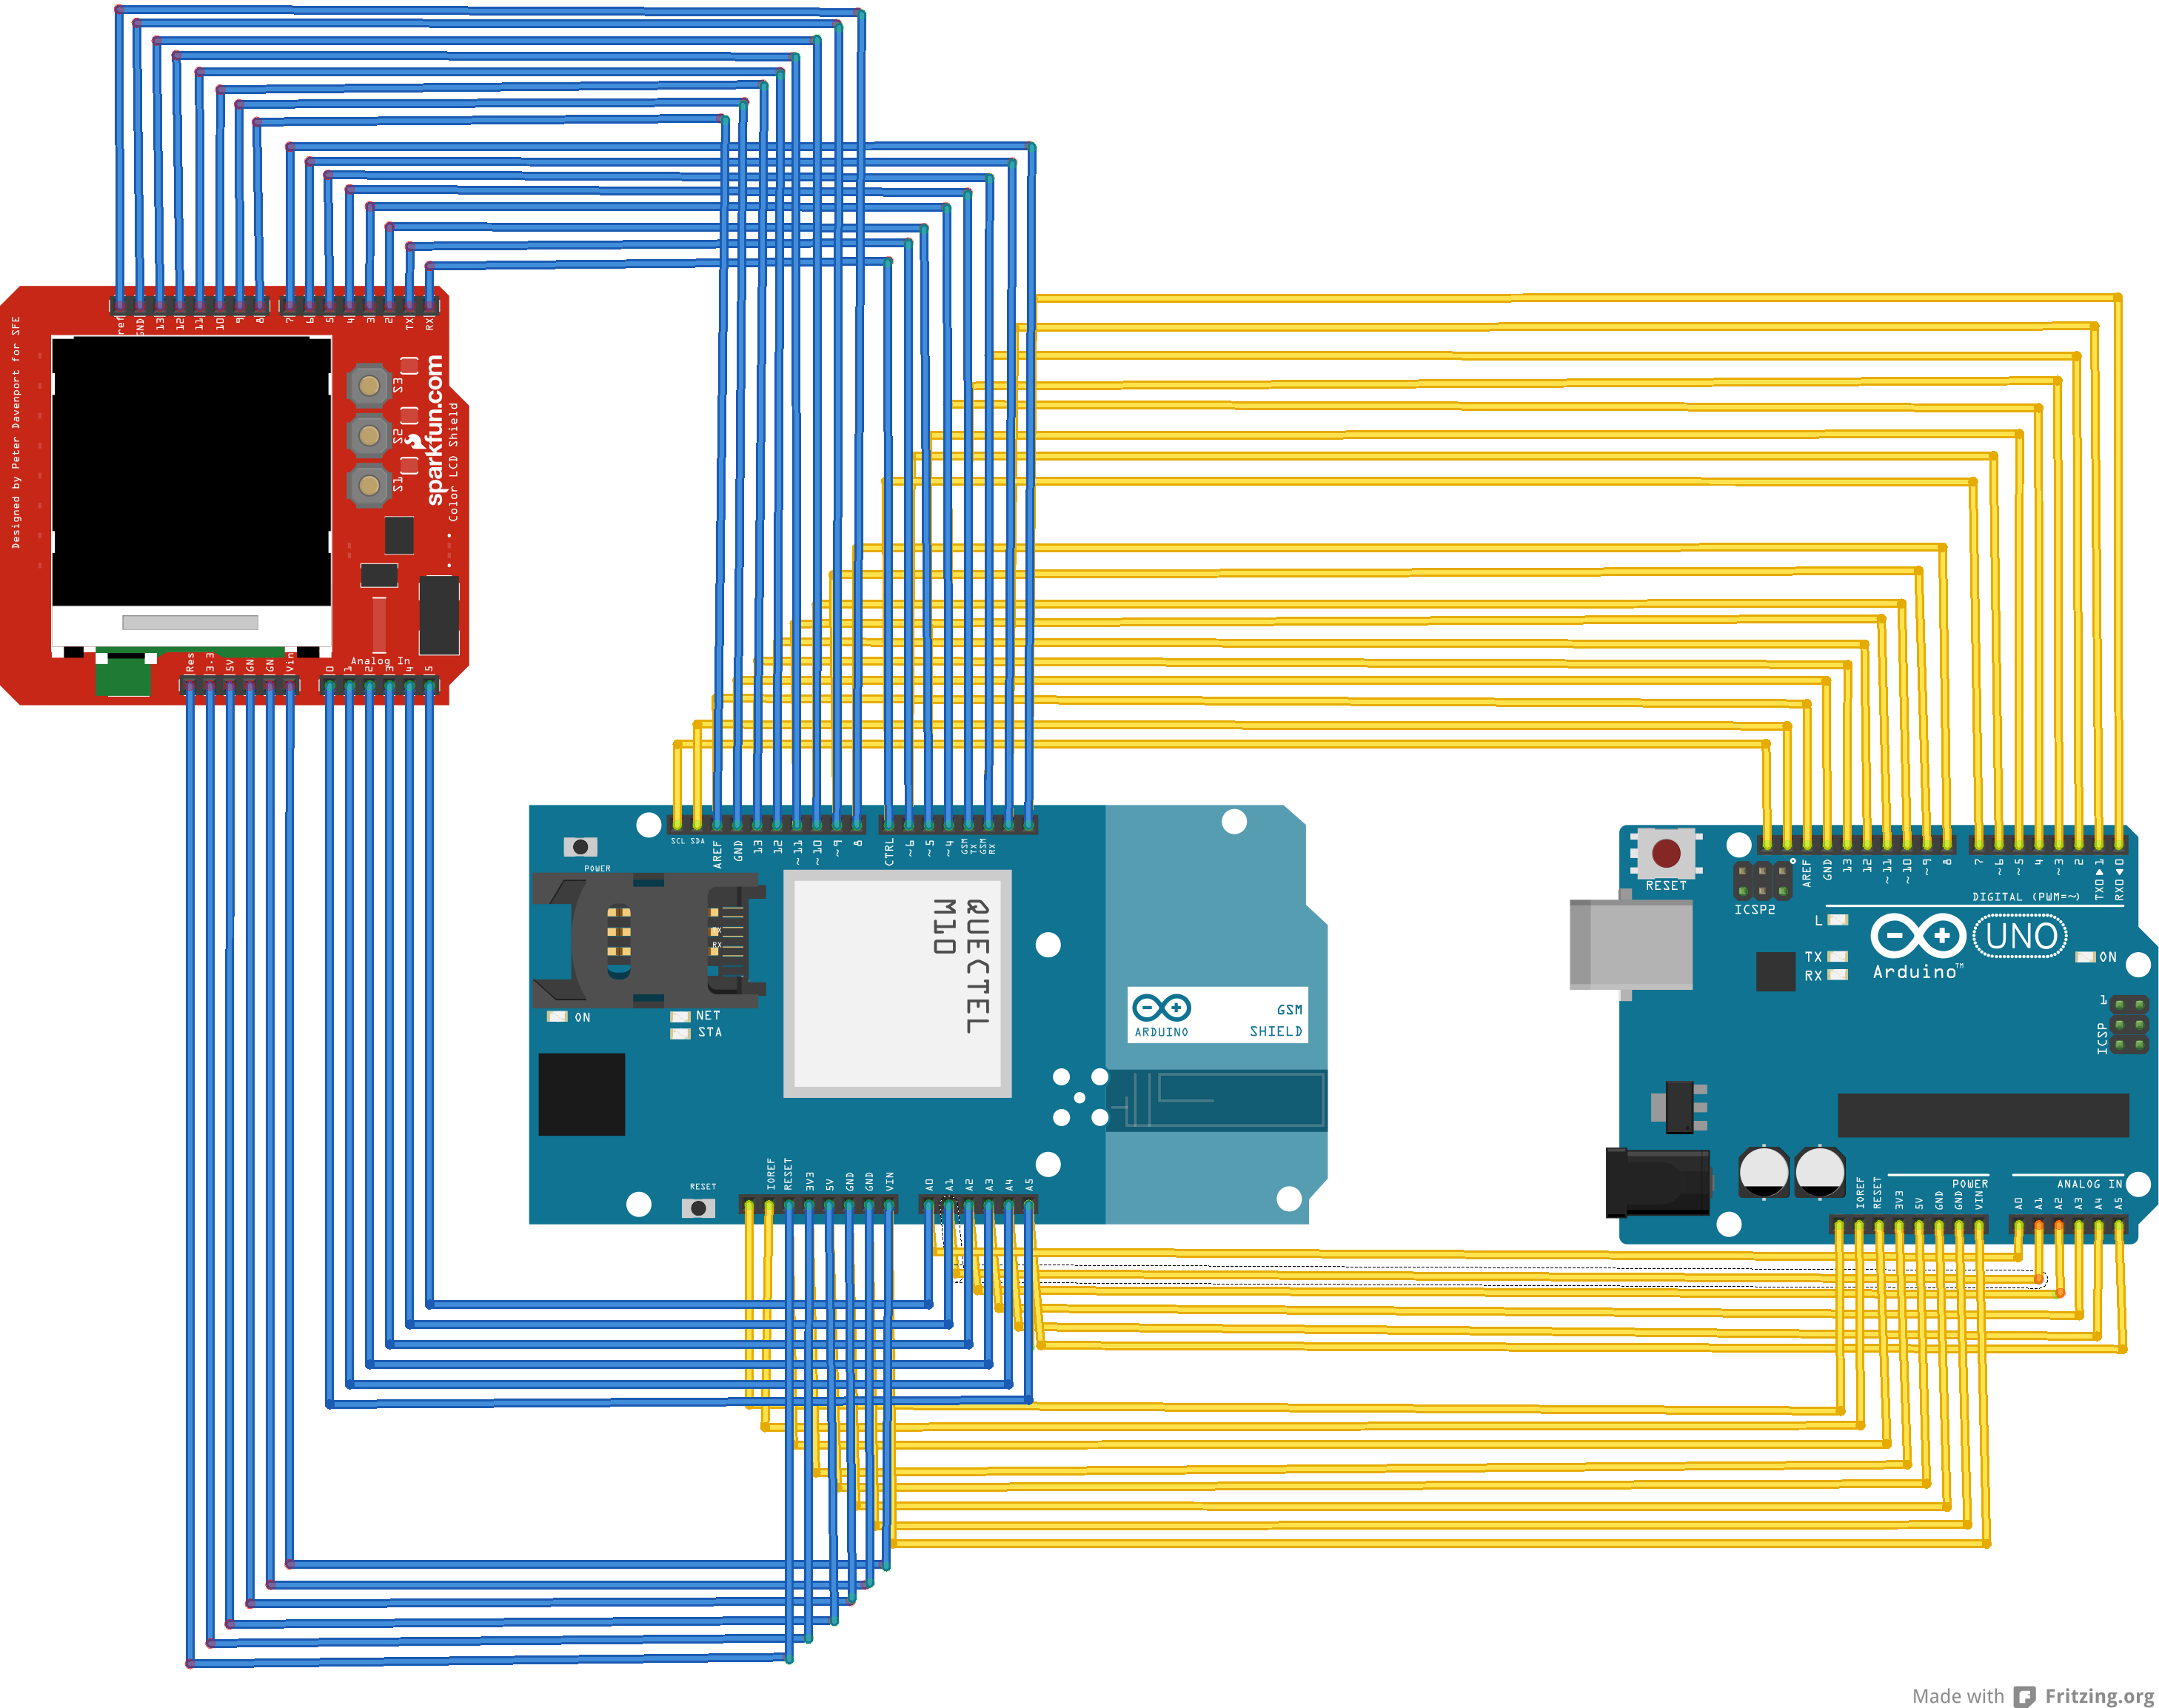 Designed by Peter Davenport for SFE
ref
GND
13
12
11
10
9
8
7
6
5
4
3
2
TX
RX
S3
S2
S1
sparkfun.com
Color LCD Shield
Analog In
Res
3.3
5V
GN
GN
Vin
0
1
2
3
4
5
SCL SDA
AREF
GND
13
12
~11
~10
~9
8
CTRL
~6
~5
~4
GSM TX
GSM RX
POWER
TX
RX
QUECTEL
M10
ON
NET
STA
ARDUINO
GSM
SHIELD
RESET
IOREF
RESET
3V3
5V
GND
GND
VIN
A0
A1
A2
A3
A4
A5
RESET
ICSP2
AREF
GND
13
12
~11
~10
~9
8
7
~6
~5
4
~3
2
TX0▶1
RX0◀0
DIGITAL (PWM=~)
L
TX
RX
UNO
Arduino™
ON
1
ICSP
POWER
ANALOG IN
IOREF
RESET
3V3
5V
GND
GND
VIN
A0
A1
A2
A3
A4
A5
Made with Fritzing.org